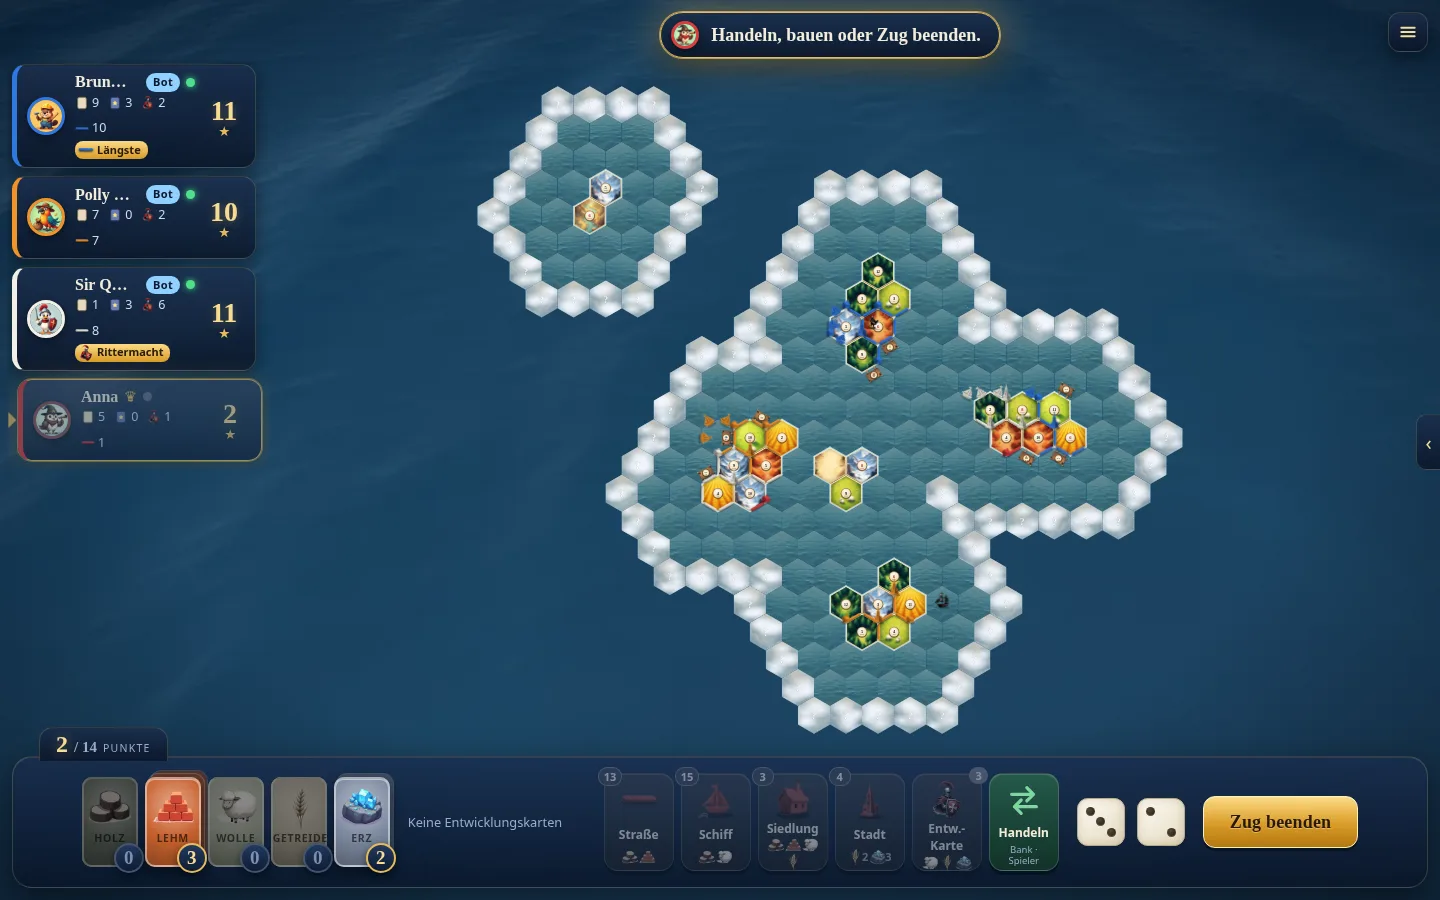 Handeln, bauen oder Zug beenden.
Brun… Bot
9 3 2
11
10
Längste
Polly … Bot
7 0 2
10
7
Sir Q… Bot
1 3 6
11
8
Rittermacht
Anna
5 0 1
2
1
2 / 14 PUNKTE
HOLZ 0
LEHM 3
WOLLE 0
GETREIDE 0
ERZ 2
Keine Entwicklungskarten
13 Straße
15 Schiff
3 Siedlung
4 Stadt
2 3
3 Entw.-
Karte
Handeln
Bank ·
Spieler
Zug beenden